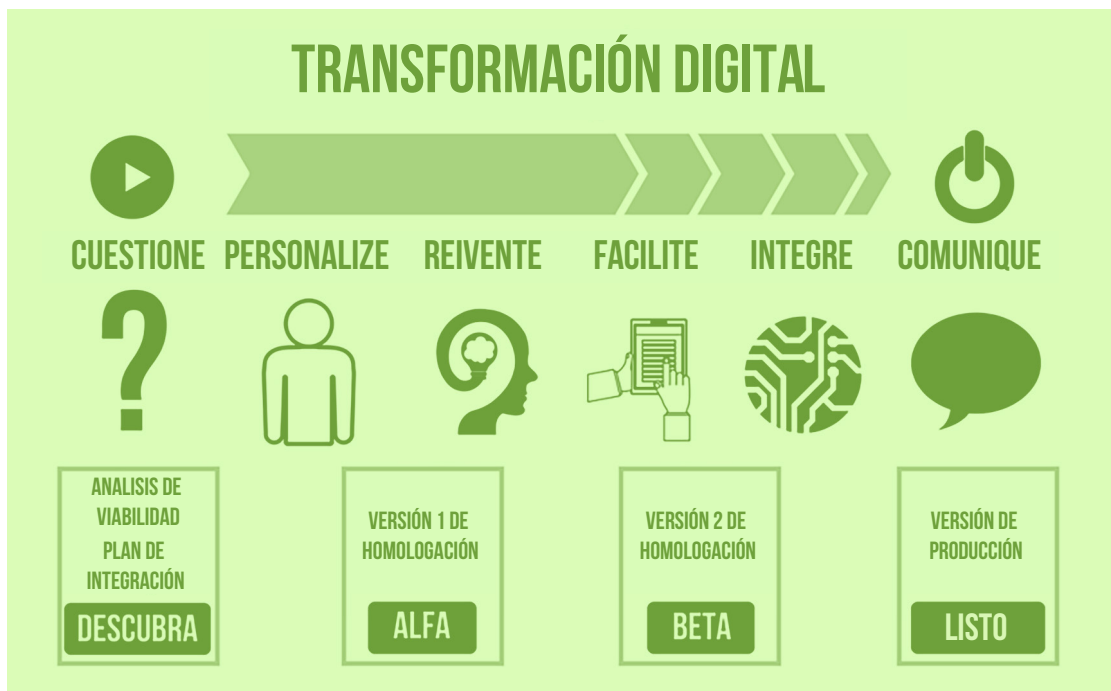 TRANSFORMACIÓN DIGITAL
CUESTIONE
PERSONALIZE
REIVENTE
FACILITE
INTEGRE
COMUNIQUE
ANALISIS DE
VIABILIDAD
PLAN DE
INTEGRACIÓN
DESCUBRA
VERSIÓN 1 DE
HOMOLOGACIÓN
ALFA
VERSIÓN 2 DE
HOMOLOGACIÓN
BETA
VERSIÓN DE
PRODUCCIÓN
LISTO